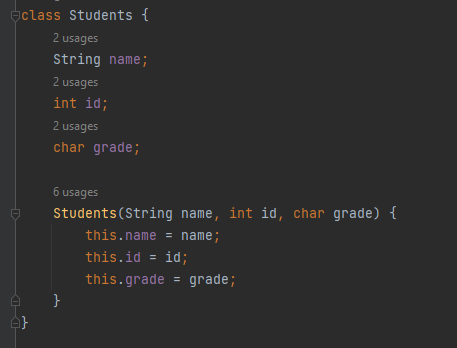 class Students {
2 usages
String name;
2 usages
int id;
2 usages
char grade;
6 usages
Students(String name, int id, char grade) {
this.name = name;
this.id = id;
this.grade = grade;
}
}